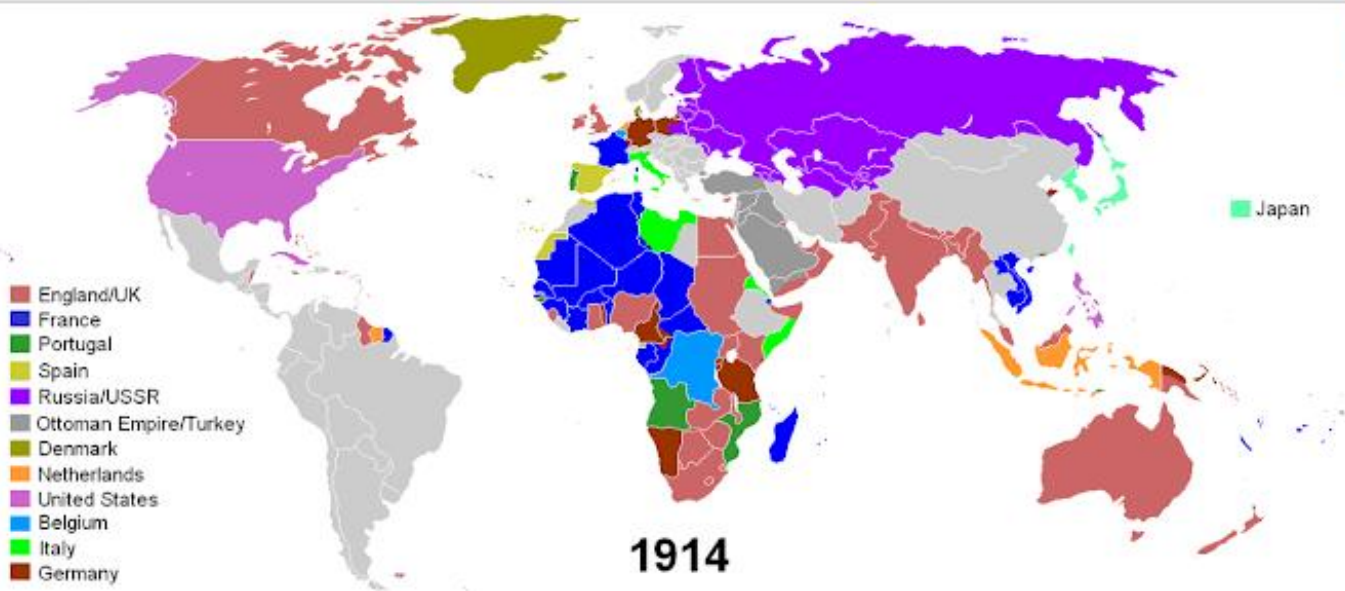 Japan
England/UK
France
Portugal
Spain
Russia/USSR
Ottoman Empire/Turkey
Denmark
Netherlands
United States
Belgium
Italy
Germany
1914